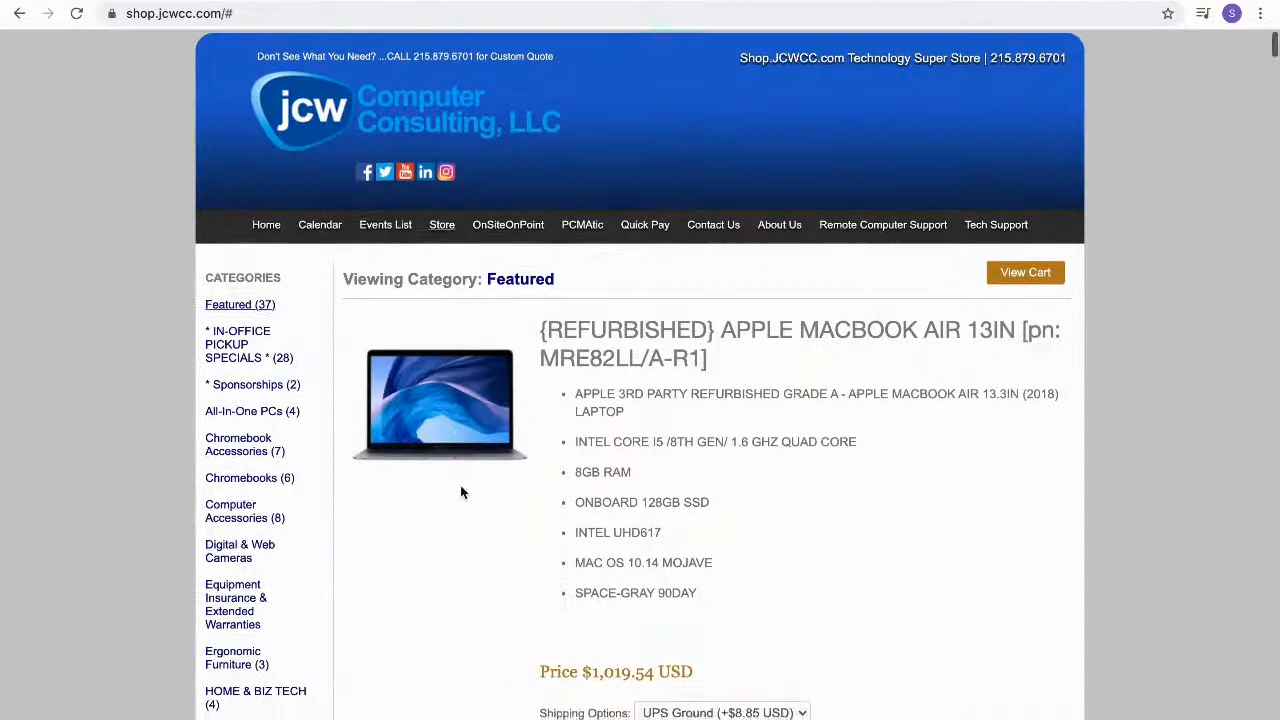 shop.jcwcc.com/#
S
Don't See What You Need? ...CALL 215.879.6701 for Custom Quote
Shop.JCWCC.com Technology Super Store | 215.879.6701
jcw Computer
Consulting, LLC
f You Tube in
Home Calendar Events List Store OnSiteOnPoint PCMAtic Quick Pay Contact Us About Us Remote Computer Support Tech Support
CATEGORIES
Featured (37)
* IN-OFFICE
PICKUP
SPECIALS * (28)
* Sponsorships (2)
All-In-One PCs (4)
Chromebook
Accessories (7)
Chromebooks (6)
Computer
Accessories (8)
Digital & Web
Cameras
Equipment
Insurance &
Extended
Warranties
Ergonomic
Furniture (3)
HOME & BIZ TECH
(4)
Viewing Category: Featured
View Cart
{REFURBISHED} APPLE MACBOOK AIR 13IN [pn:
MRE82LL/A-R1]
• APPLE 3RD PARTY REFURBISHED GRADE A - APPLE MACBOOK AIR 13.3IN (2018)
LAPTOP
• INTEL CORE I5 /8TH GEN/ 1.6 GHZ QUAD CORE
• 8GB RAM
• ONBOARD 128GB SSD
• INTEL UHD617
• MAC OS 10.14 MOJAVE
• SPACE-GRAY 90DAY
Price $1,019.54 USD
Shipping Options: UPS Ground (+$8.85 USD)